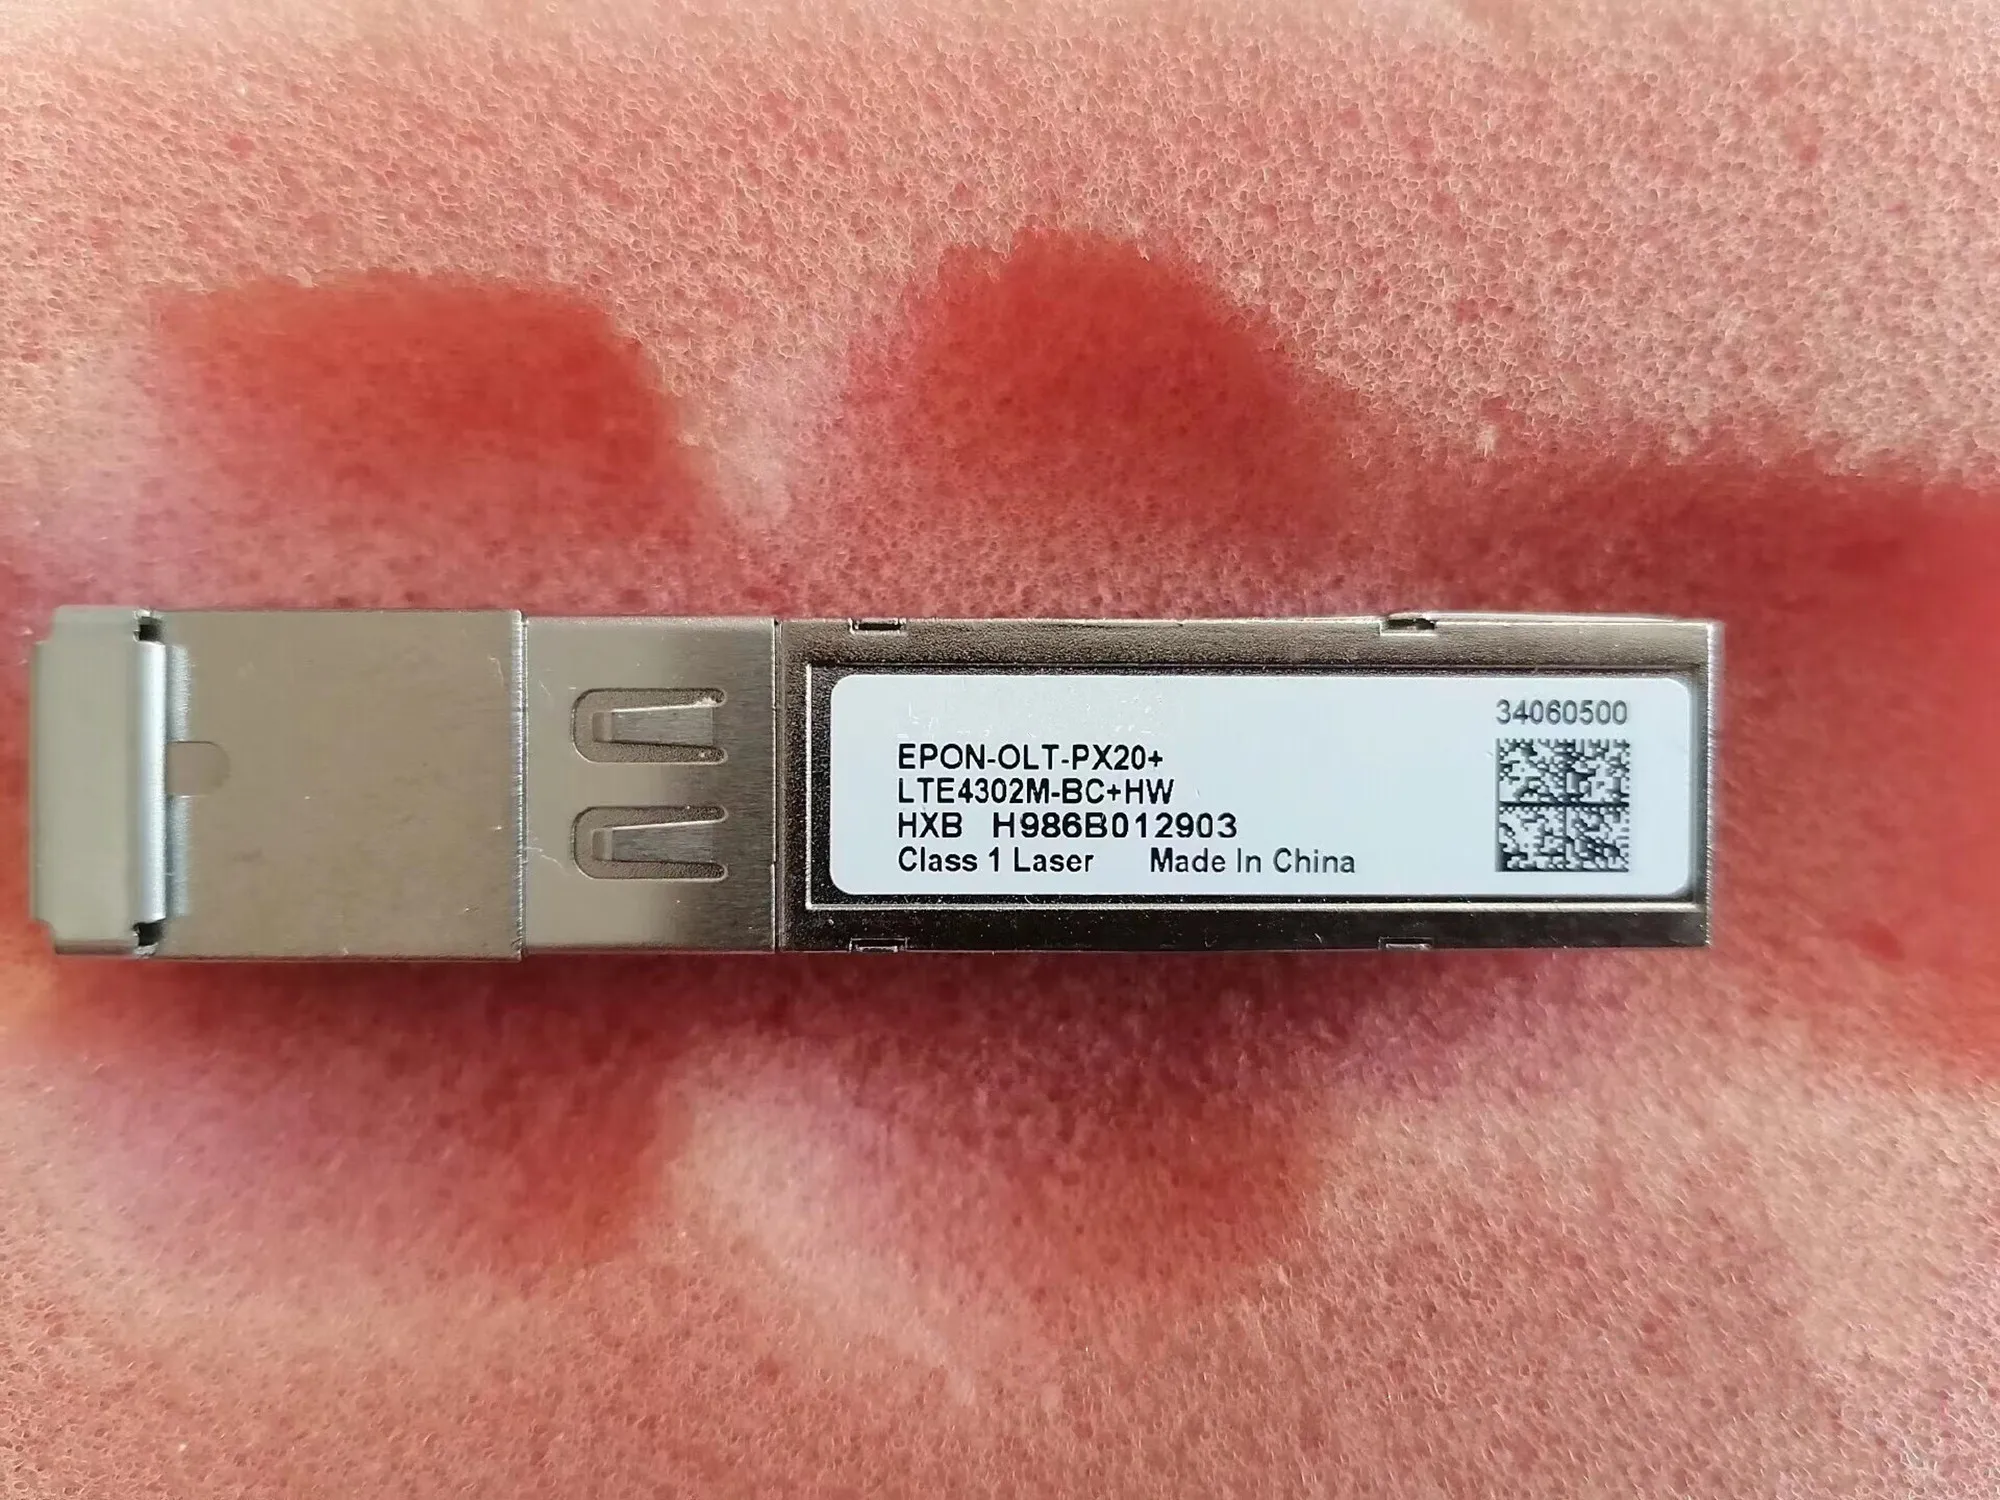 34060500
EPON-OLT-PX20+
LTE4302M-BC+HW
HXB H986B012903
Class 1 Laser Made In China